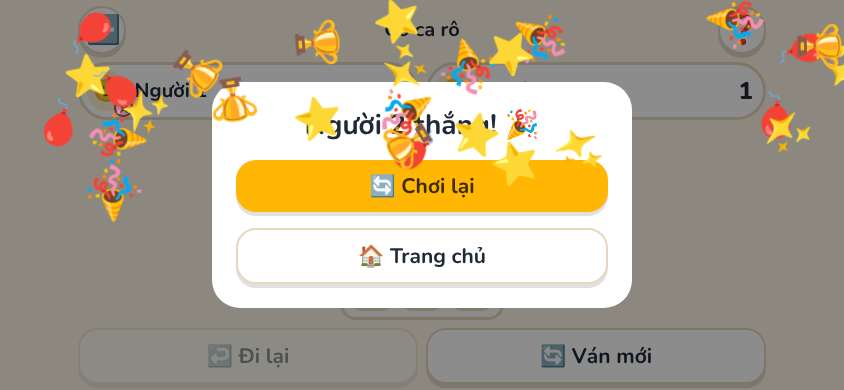 ca rô
Người
1
Người 2 thắng!
Chơi lại
Trang chủ
Đi lại
Ván mới